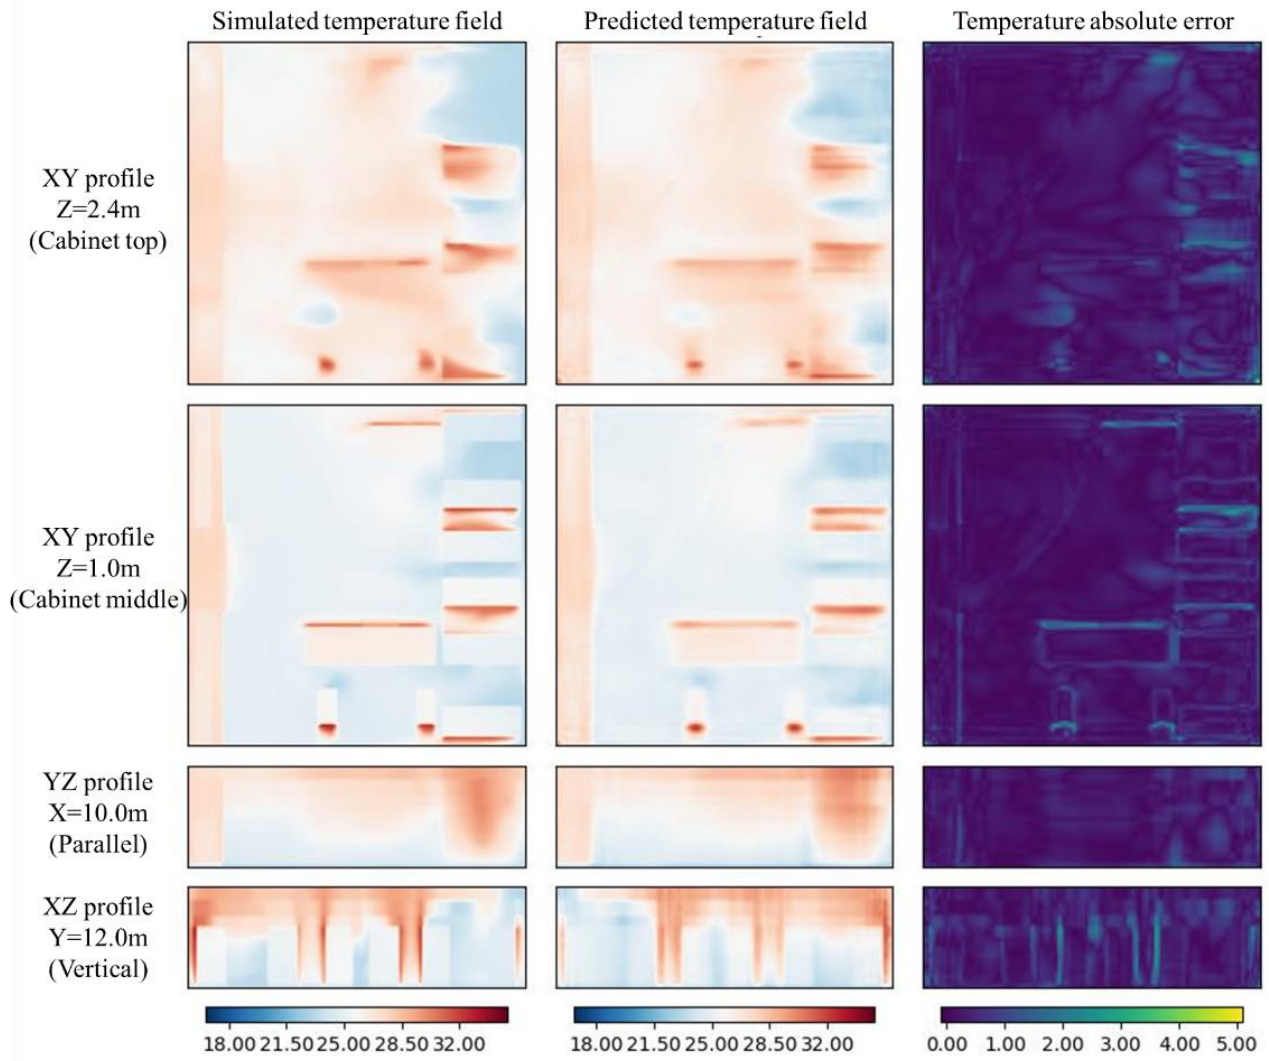 Simulated temperature field
Predicted temperature field
Temperature absolute error
XY profile
Z=2.4m
(Cabinet top)
XY profile
Z=1.0m
(Cabinet middle)
YZ profile
X=10.0m
(Parallel)
XZ profile
Y=12.0m
(Vertical)
18.00 21.50 25.00 28.50 32.00
18.00 21.50 25.00 28.50 32.00
0.00 1.00 2.00 3.00 4.00 5.00